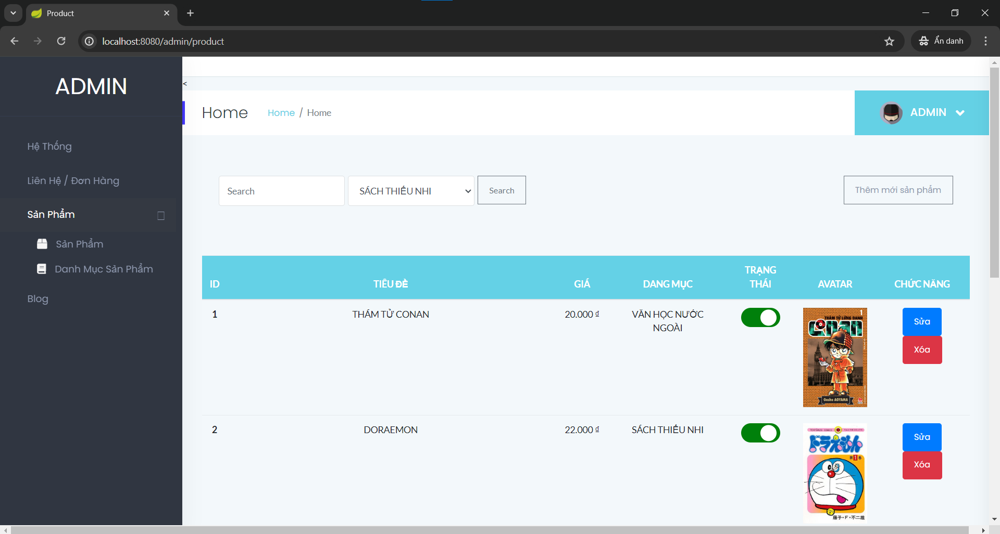 Product
localhost:8080/admin/product
Ẩn danh
ADMIN
<
Home
Home / Home
ADMIN
Hệ Thống
Liên Hệ / Đơn Hàng
Sản Phẩm
Sản Phẩm
Danh Mục Sản Phẩm
Blog
Search
SÁCH THIẾU NHI
Search
Thêm mới sản phẩm
ID
TIÊU ĐỀ
GIÁ
DANG MỤC
TRẠNG
THÁI
AVATAR
CHỨC NĂNG
1
THÁM TỬ CONAN
20.000 ₫
VĂN HỌC NƯỚC
NGOÀI
1
THÁM TỬ LỪNG DANH
CONAN
Gosho AOYAMA
Sửa
Xóa
2
DORAEMON
22.000 ₫
SÁCH THIẾU NHI
ドラえもん
第1巻
藤子・F・不二雄
Sửa
Xóa